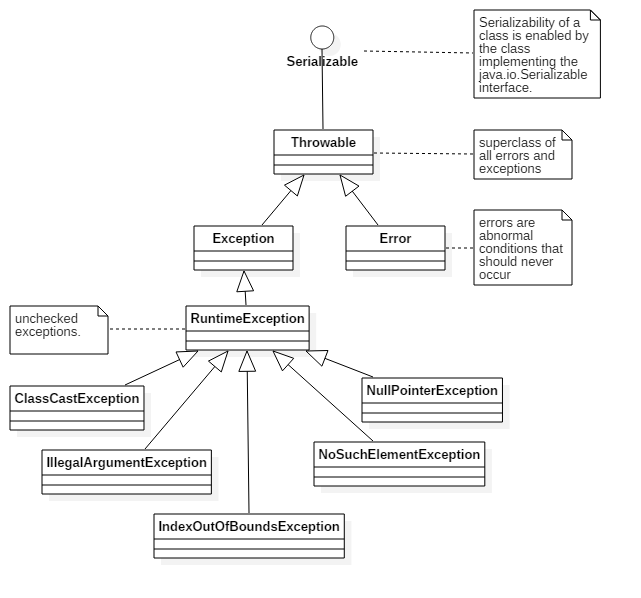 Serializability of a
class is enabled by
the class
implementing the
java.io.Serializable
interface.
Serializable
Throwable
superclass of
all errors and
exceptions
Exception
Error
errors are
abnormal
conditions that
should never
occur
unchecked
exceptions.
RuntimeException
ClassCastException
NullPointerException
IllegalArgumentException
NoSuchElementException
IndexOutOfBoundsException